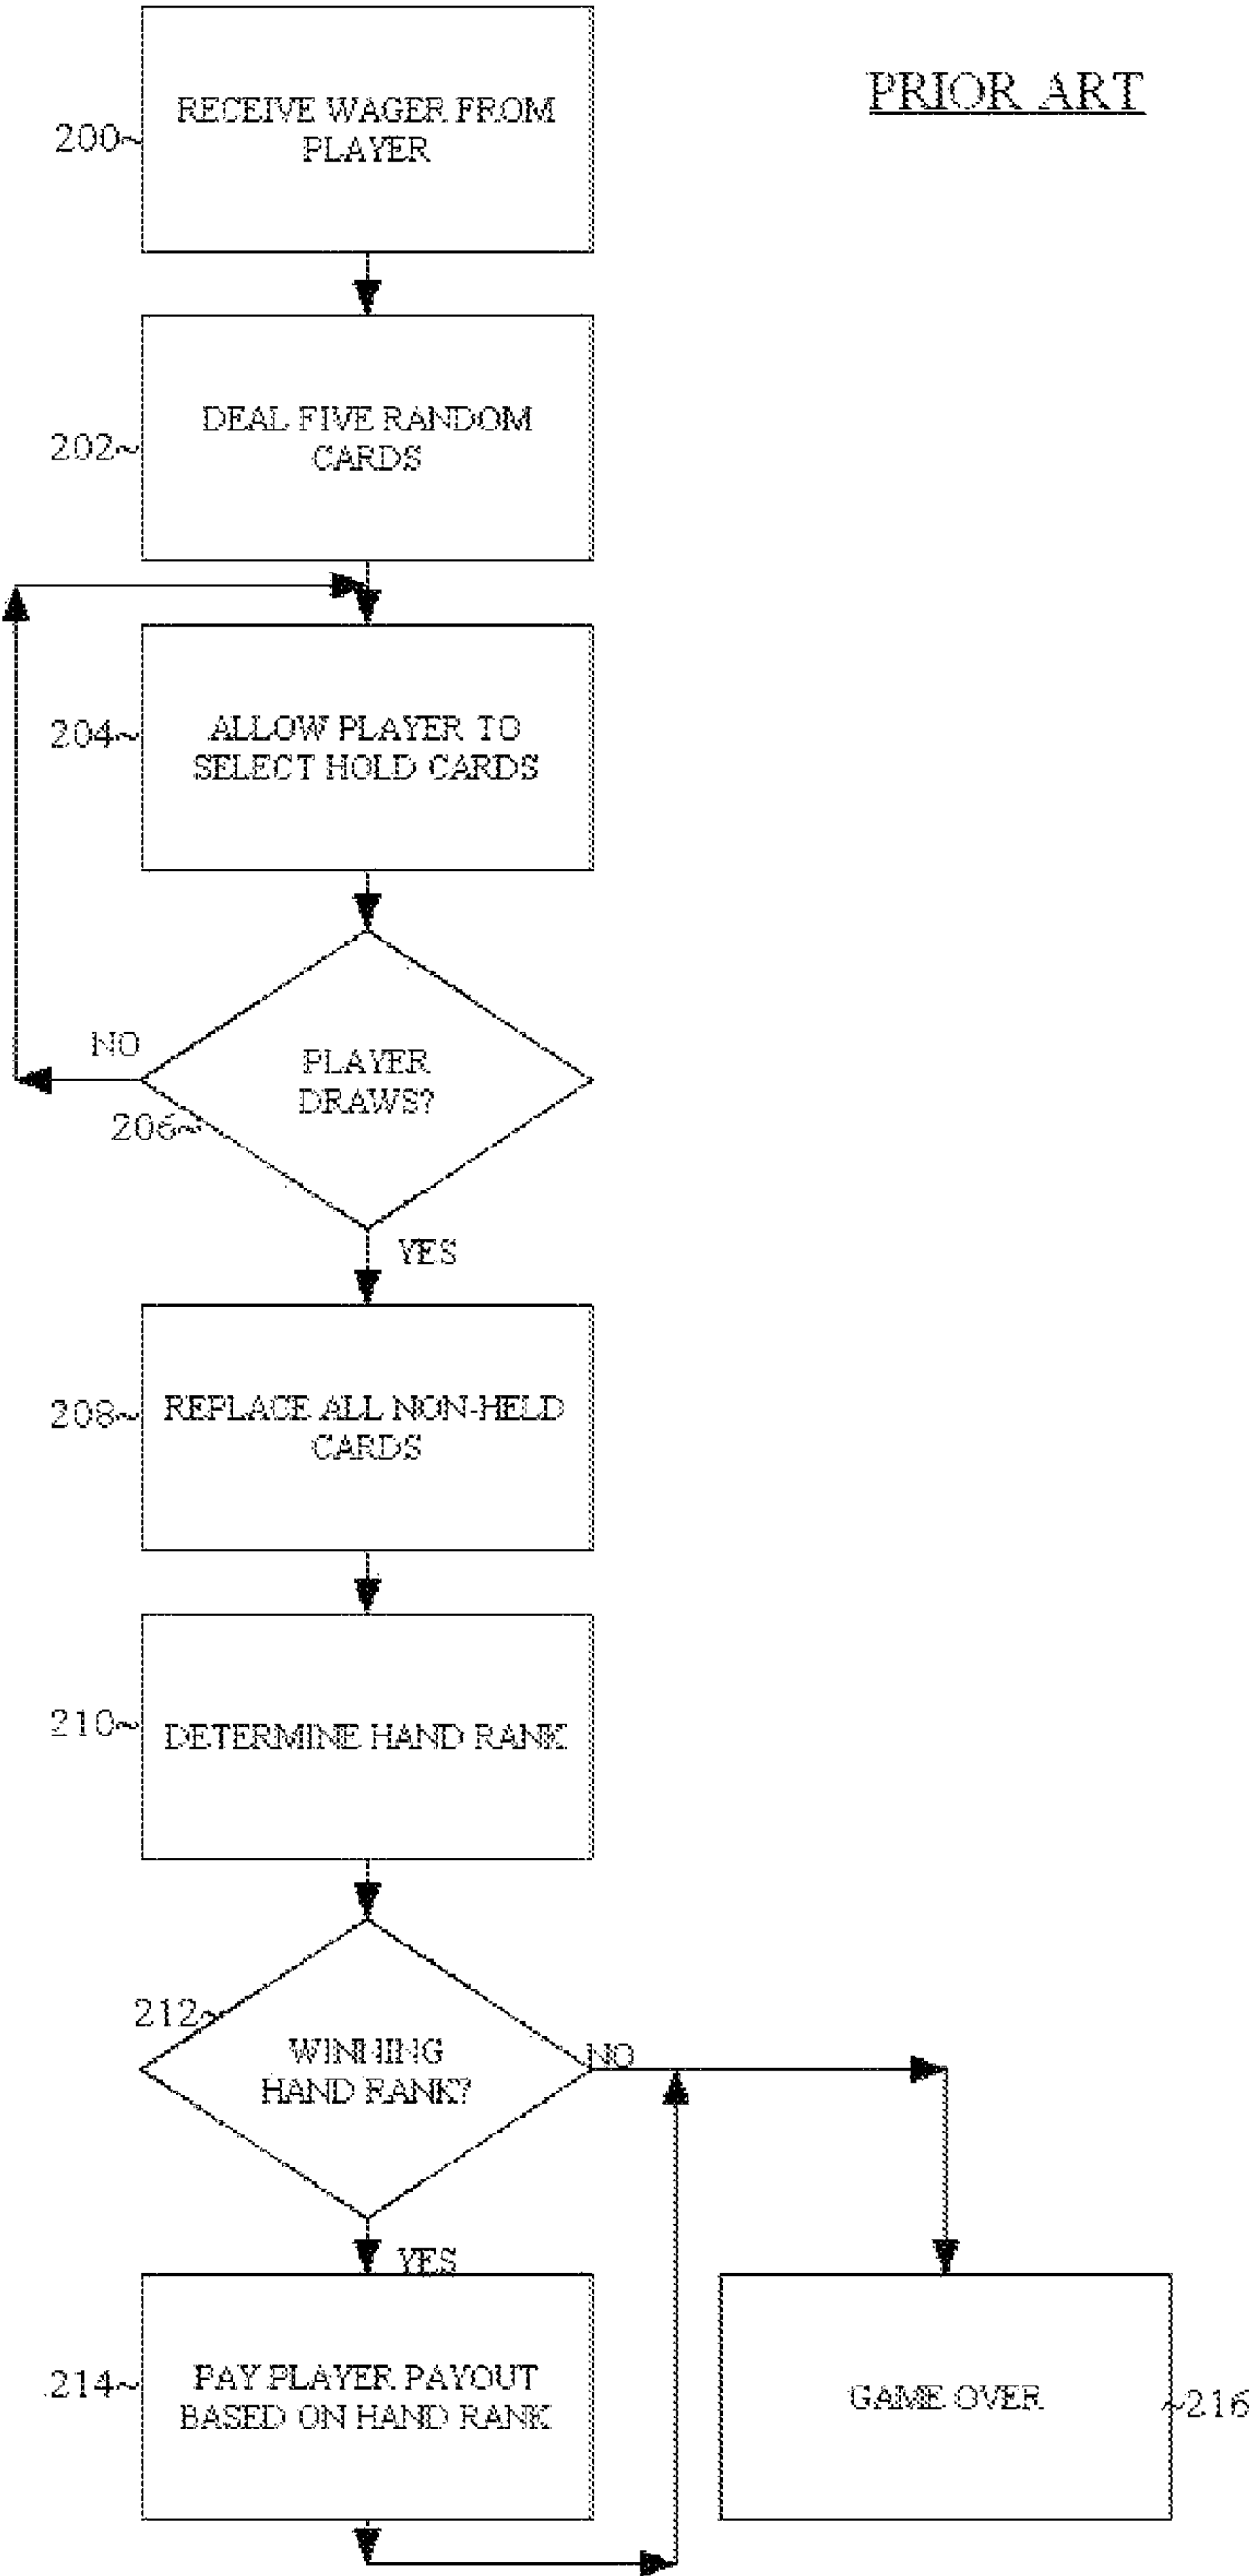 PRIOR ART
RECEIVE WAGER FROM
PLAYER
200~
DEAL FIVE RANDOM
CARDS
202~
ALLOW PLAYER TO
SELECT HOLD CARDS
204~
NO
PLAYER
DRAWS?
206~
YES
REPLACE ALL NON-HELD
CARDS
208~
DETERMINE HAND RANK
210~
212~
WINNING
HAND RANK?
NO
YES
PAY PLAYER PAYOUT
BASED ON HAND RANK
214~
GAME OVER
~216